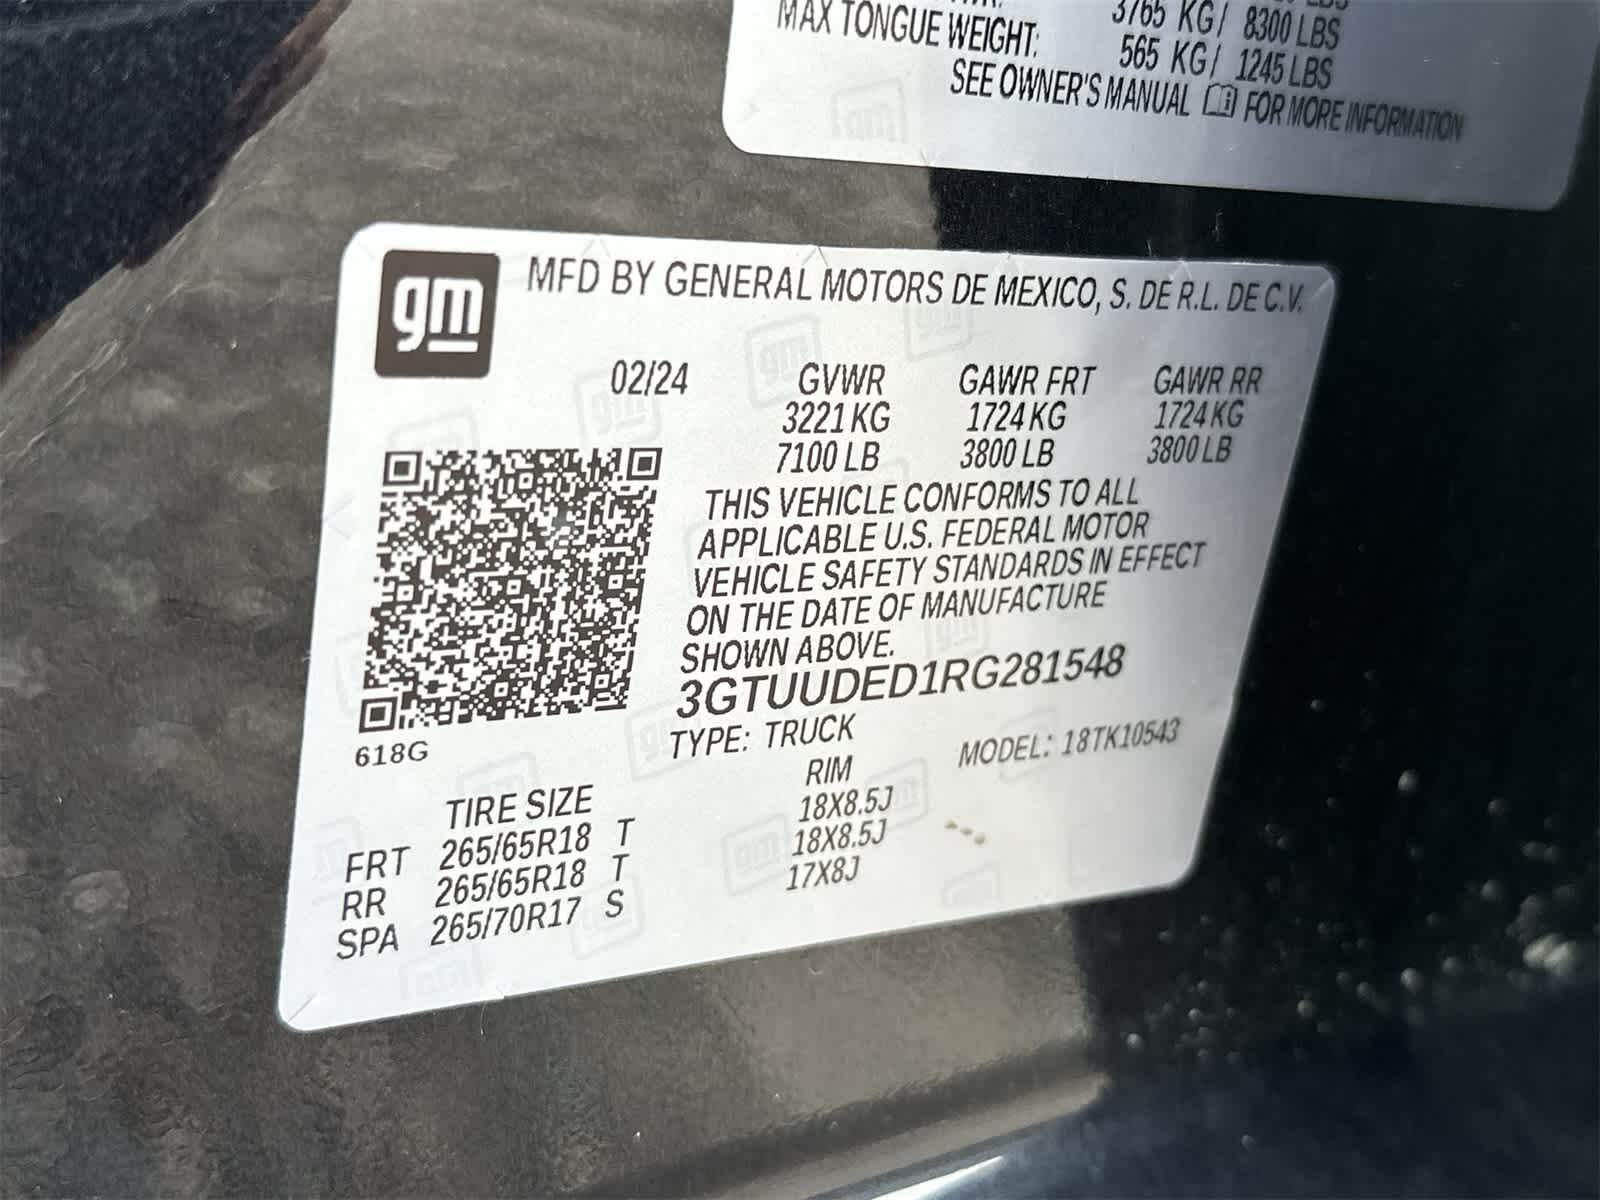 3765 KG/ 8300 LBS
MAX TONGUE WEIGHT: 565 KG/ 1245 LBS
SEE OWNER'S MANUAL FOR MORE INFORMATION
gm
MFD BY GENERAL MOTORS DE MEXICO, S. DE R.L. DE C.V.
02/24 GVWR GAWR FRT GAWR RR
3221 KG 1724 KG 1724 KG
7100 LB 3800 LB 3800 LB
THIS VEHICLE CONFORMS TO ALL
APPLICABLE U.S. FEDERAL MOTOR
VEHICLE SAFETY STANDARDS IN EFFECT
ON THE DATE OF MANUFACTURE
SHOWN ABOVE.
3GTUUDED1RG281548
618G
TYPE: TRUCK MODEL: 18TK10543
TIRE SIZE RIM
FRT 265/65R18 T 18X8.5J
RR 265/65R18 T 18X8.5J
SPA 265/70R17 S 17X8J